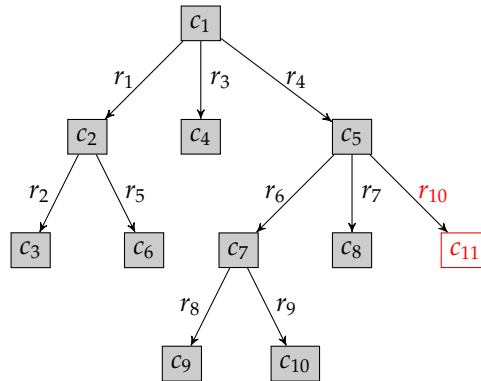 c1
r1 r3 r4
c2 c4 c5
r2 r5 r6 r7 r10
c3 c6 c7 c8 c11
r8 r9
c9 c10